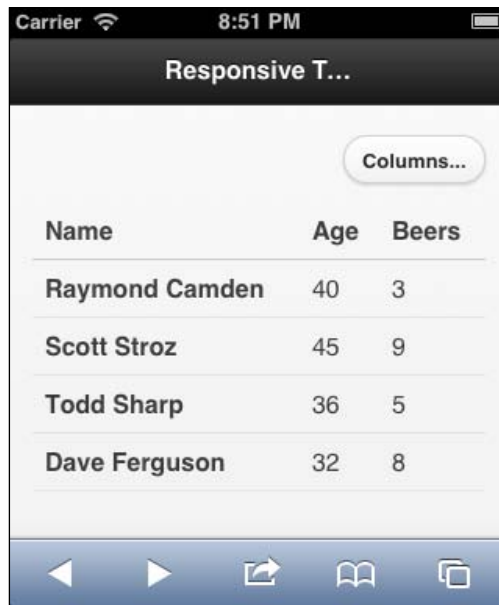 Carrier 8:51 PM
Responsive T...
Columns...
Name Age Beers
Raymond Camden 40 3
Scott Stroz 45 9
Todd Sharp 36 5
Dave Ferguson 32 8